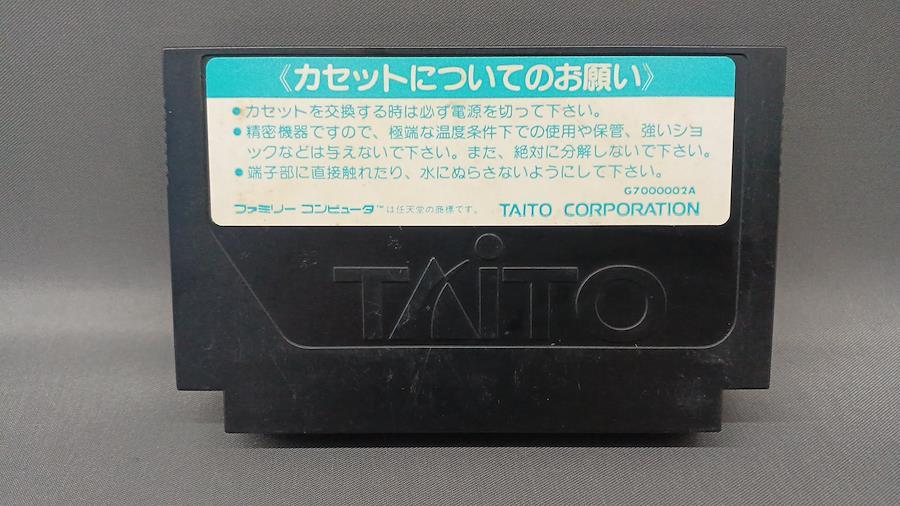 《カセットについてのお願い》
●カセットを交換する時は必ず電源を切って下さい。
●精密機器ですので、極端な温度条件下での使用や保管、強いショ
ックなどは与えないで下さい。また、絶対に分解しないで下さい。
●端子部に直接触れたり、水にぬらさないようにして下さい。
G7000002A
ファミリー コンピュータ™は任天堂の商標です。 TAITO CORPORATION
TAITO